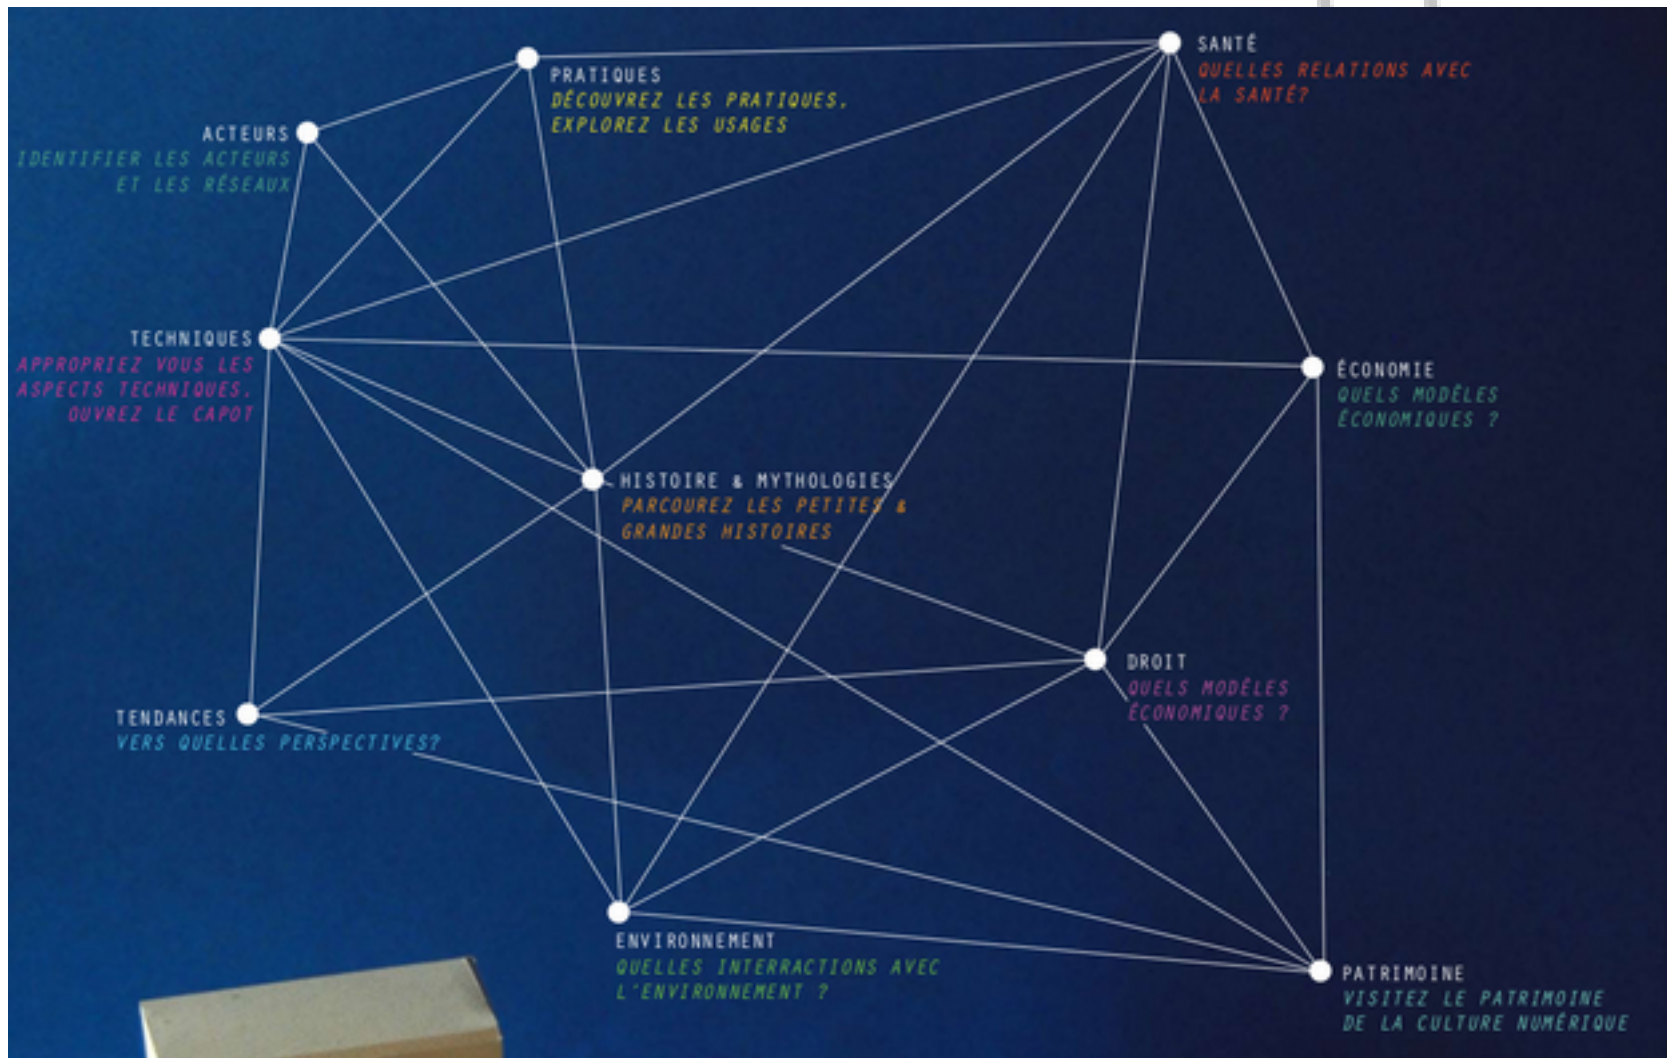 SANTÉ
QUELLES RELATIONS AVEC
LA SANTÉ?
PRATIQUES
DÉCOUVREZ LES PRATIQUES.
EXPLOREZ LES USAGES
ACTEURS
IDENTIFIER LES ACTEURS
ET LES RÉSEAUX
TECHNIQUES
APPROPRIEZ VOUS LES
ASPECTS TECHNIQUES.
OUVREZ LE CAPOT
ÉCONOMIE
QUELS MODÈLES
ÉCONOMIQUES ?
HISTOIRE & MYTHOLOGIES
PARCOUREZ LES PETITES &
GRANDES HISTOIRES
DROIT
QUELS MODÈLES
ÉCONOMIQUES ?
TENDANCES
VERS QUELLES PERSPECTIVES?
ENVIRONNEMENT
QUELLES INTERRACTIONS AVEC
L'ENVIRONNEMENT ?
PATRIMOINE
VISITEZ LE PATRIMOINE
DE LA CULTURE NUMÉRIQUE